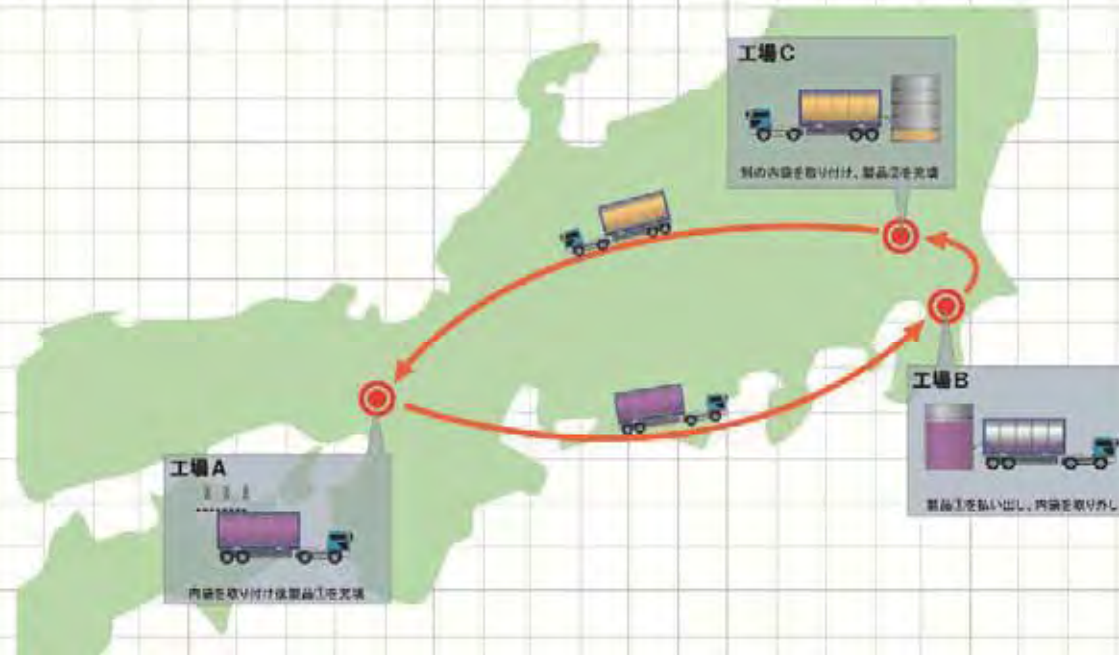 工場C
別の内袋を取り付け、製品②を充填
工場B
製品①を払い出し、内袋を取り外し
工場A
内袋を取り付け後製品①を充填